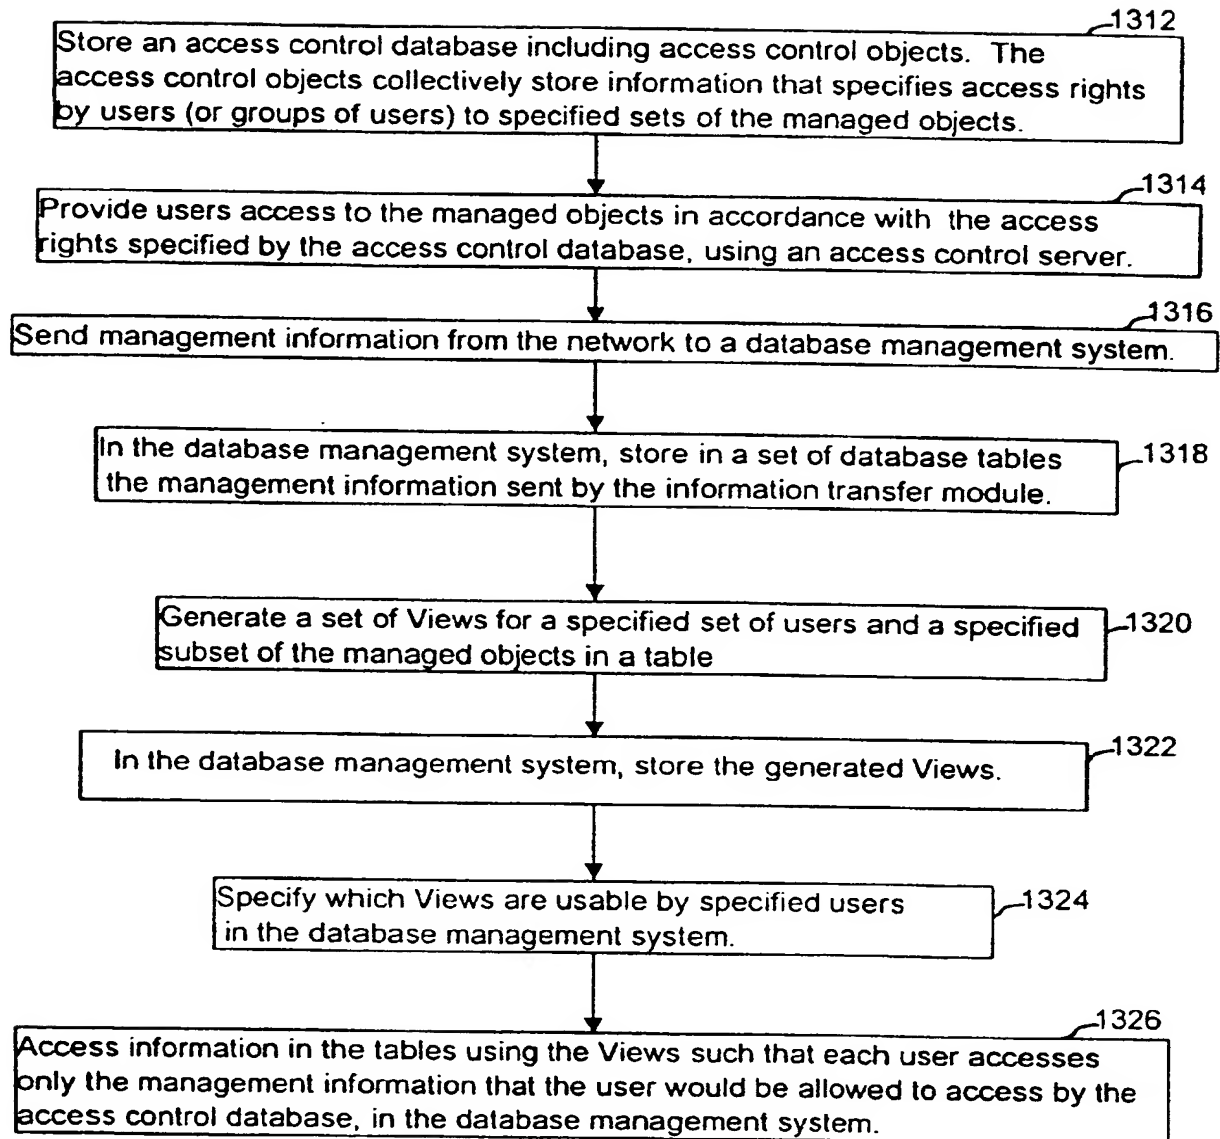 1312
Store an access control database including access control objects. The
access control objects collectively store information that specifies access rights
by users (or groups of users) to specified sets of the managed objects.
1314
Provide users access to the managed objects in accordance with the access
rights specified by the access control database, using an access control server.
1316
Send management information from the network to a database management system.
In the database management system, store in a set of database tables
the management information sent by the information transfer module.
1318
Generate a set of Views for a specified set of users and a specified
subset of the managed objects in a table
1320
In the database management system, store the generated Views.
1322
Specify which Views are usable by specified users
in the database management system.
1324
1326
Access information in the tables using the Views such that each user accesses
only the management information that the user would be allowed to access by the
access control database, in the database management system.